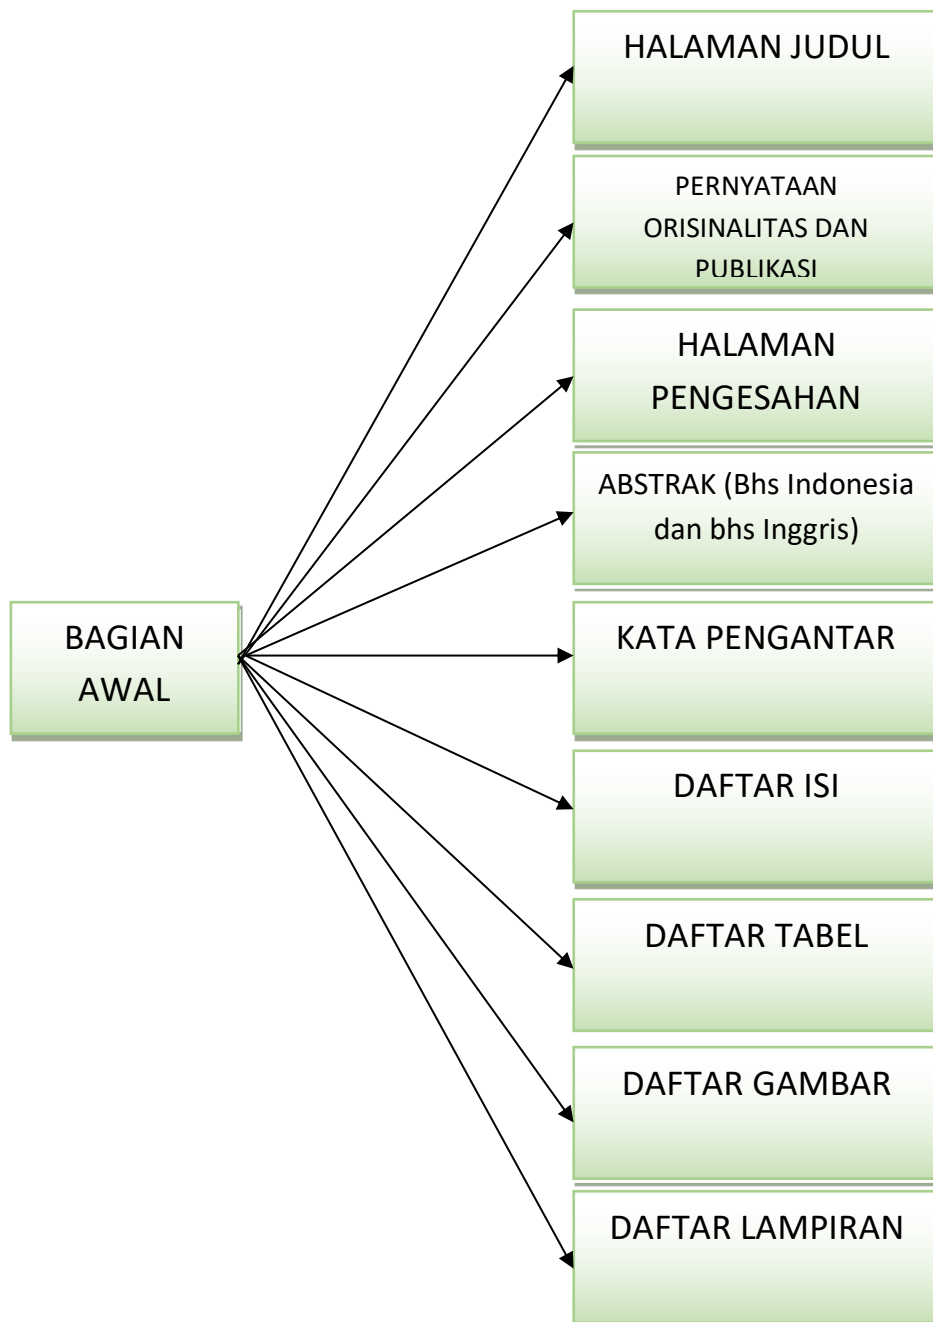 HALAMAN JUDUL
PERNYATAAN
ORISINALITAS DAN
PUBLIKASI
HALAMAN
PENGESAHAN
ABSTRAK (Bhs Indonesia
dan bhs Inggris)
BAGIAN
AWAL
KATA PENGANTAR
DAFTAR ISI
DAFTAR TABEL
DAFTAR GAMBAR
DAFTAR LAMPIRAN